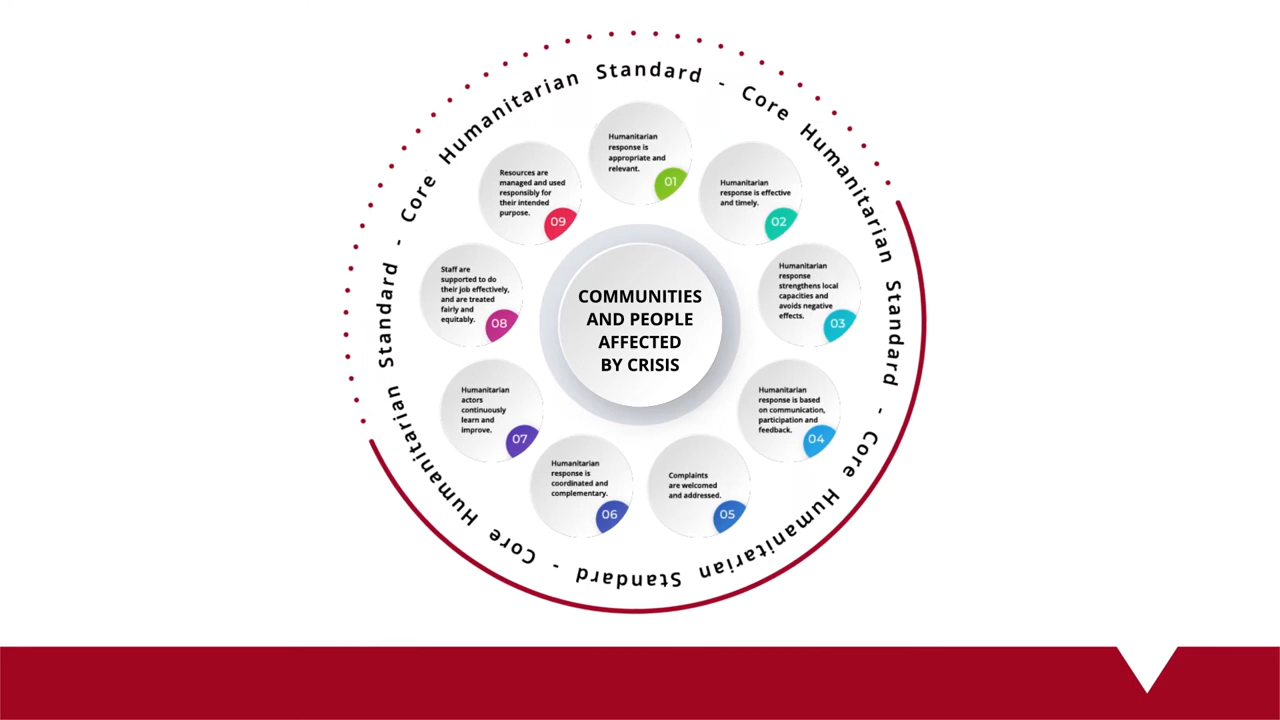 Core Humanitarian Standard - Core Humanitarian Standard - Core Humanitarian Standard - Core Humanitarian Standard -
Humanitarian
response is
appropriate and
relevant.
01
Humanitarian
response is effective
and timely.
02
Humanitarian
response
strengthens local
capacities and
avoids negative
effects.
03
Humanitarian
response is based
on communication,
participation and
feedback.
04
Complaints
are welcomed
and addressed.
05
Humanitarian
response is
coordinated and
complementary.
06
Humanitarian
actors
continuously
learn and
improve.
07
Staff are
supported to do
their job effectively,
and are treated
fairly and
equitably.
08
Resources are
managed and used
responsibly for
their intended
purpose.
09
COMMUNITIES
AND PEOPLE
AFFECTED
BY CRISIS